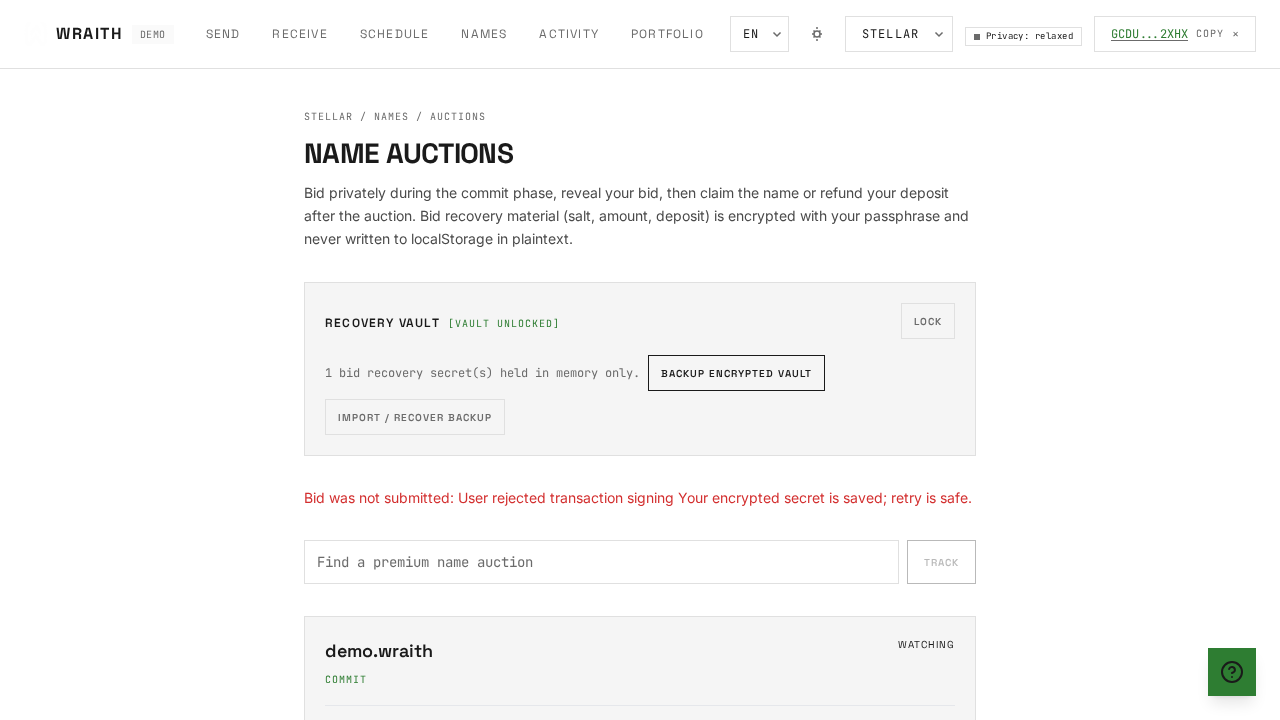 WRAITH DEMO SEND RECEIVE SCHEDULE NAMES ACTIVITY PORTFOLIO EN STELLAR Privacy: relaxed GCDU...2XHX COPY ×
STELLAR / NAMES / AUCTIONS
NAME AUCTIONS
Bid privately during the commit phase, reveal your bid, then claim the name or refund your deposit
after the auction. Bid recovery material (salt, amount, deposit) is encrypted with your passphrase and
never written to localStorage in plaintext.
RECOVERY VAULT [VAULT UNLOCKED] LOCK
1 bid recovery secret(s) held in memory only. BACKUP ENCRYPTED VAULT
IMPORT / RECOVER BACKUP
Bid was not submitted: User rejected transaction signing Your encrypted secret is saved; retry is safe.
Find a premium name auction TRACK
demo.wraith WATCHING
COMMIT